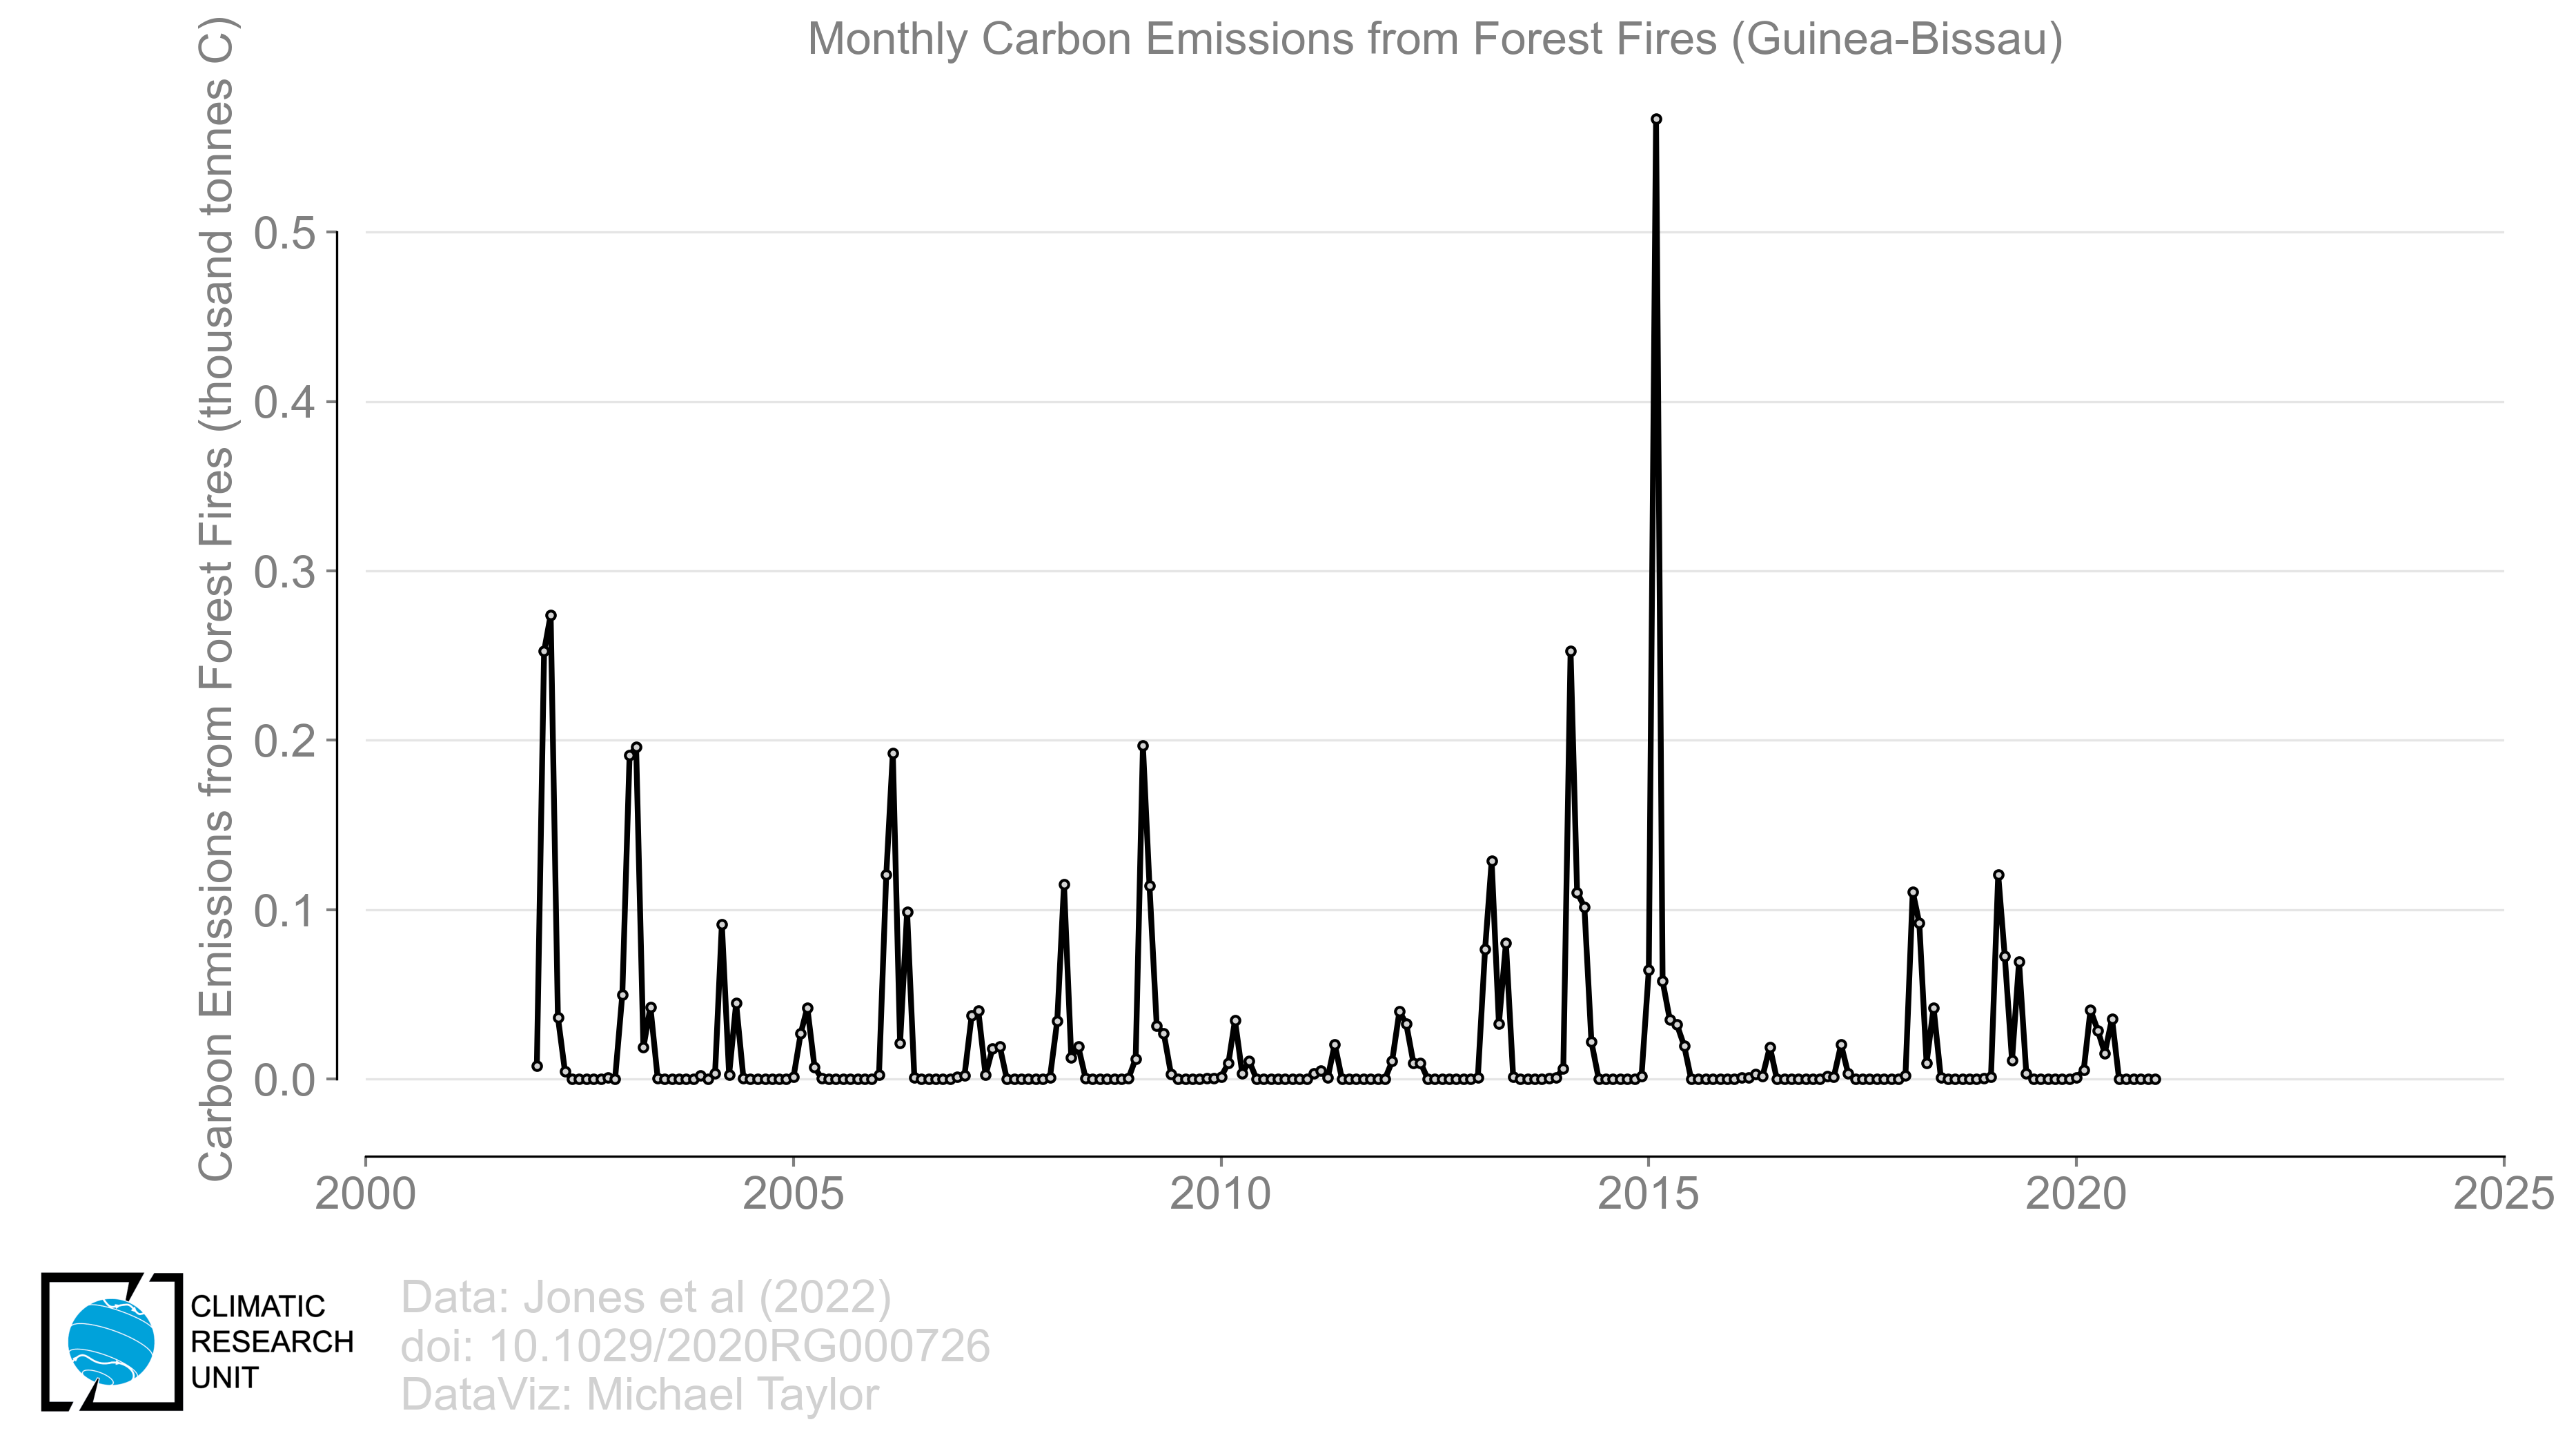 Monthly Carbon Emissions from Forest Fires (Guinea-Bissau)
Carbon Emissions from Forest Fires (thousand tonnes C)
0.5
0.4
0.3
0.2
0.1
0.0
2000
2005
2010
2015
2020
2025
CLIMATIC
RESEARCH
UNIT
Data: Jones et al (2022)
doi: 10.1029/2020RG000726
DataViz: Michael Taylor